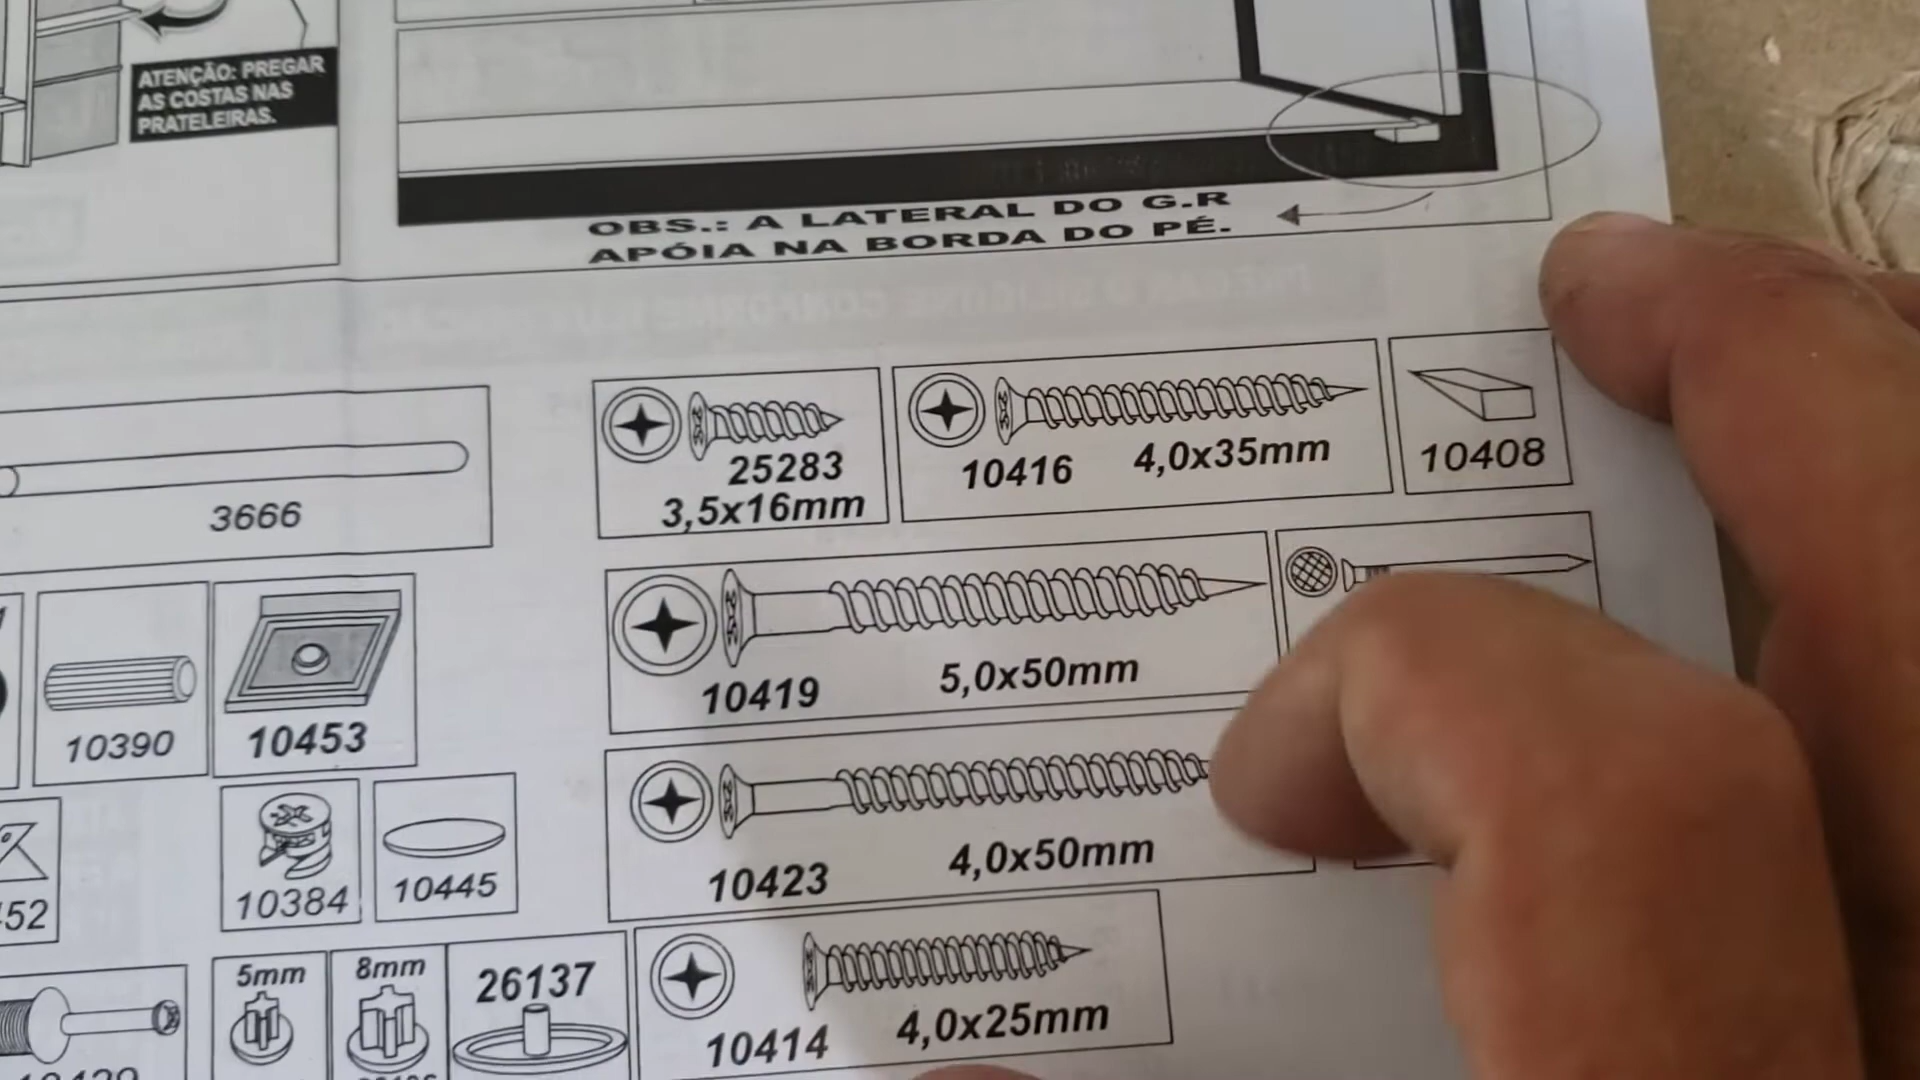 ATENÇÃO: PREGAR
AS COSTAS NAS
PRATELEIRAS.
OBS.: A LATERAL DO G.R
APÓIA NA BORDA DO PÉ.
3666
25283
3,5x16mm
10416 4,0x35mm
10408
10419 5,0x50mm
10390
10453
10423 4,0x50mm
10384
10445
5mm
8mm
26137
10414 4,0x25mm